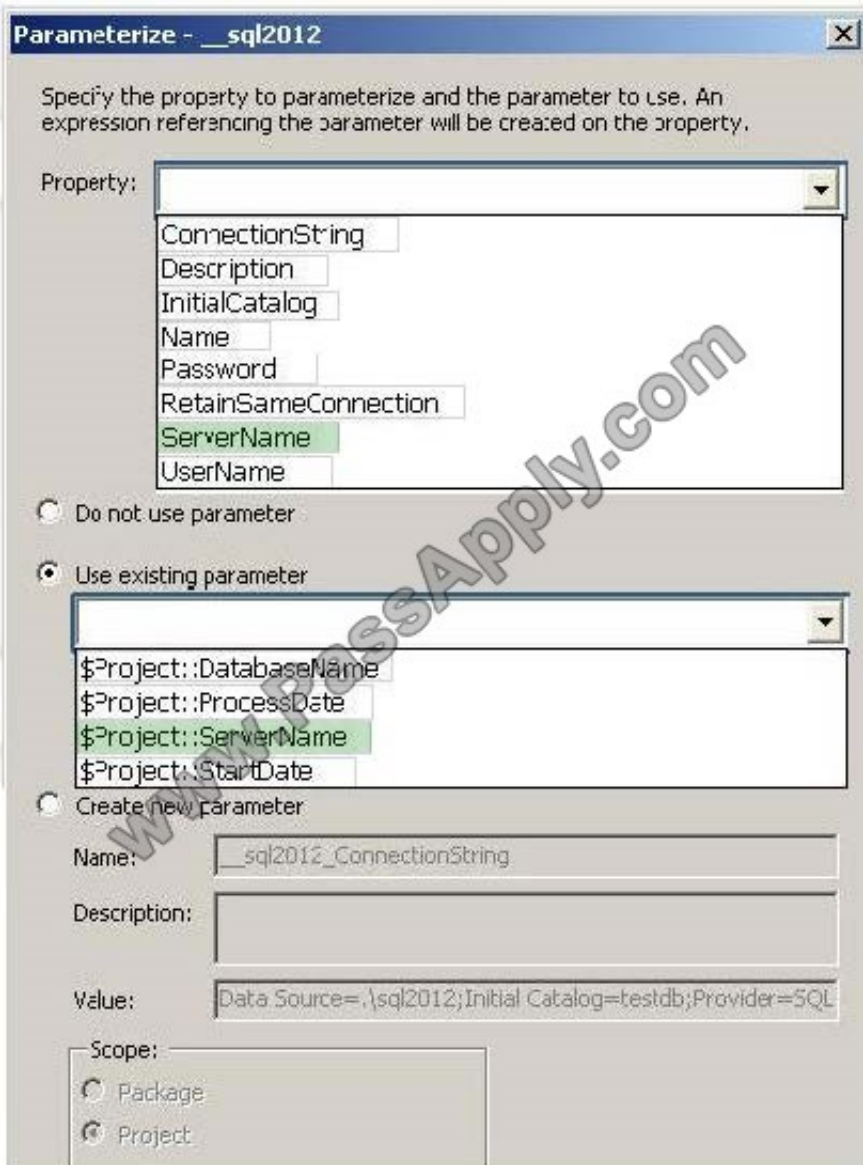 Parameterize - __sql2012
Specify the property to parameterize and the parameter to use. An
expression referencing the parameter will be created on the property.
Property:
ConnectionString
Description
InitialCatalog
Name
Password
RetainSameConnection
ServerName
UserName
Do not use parameter
Use existing parameter
$Project::DatabaseName
$Project::ProcessDate
$Project::ServerName
$Project::StartDate
Create new parameter
Name: __sql2012_ConnectionString
Description:
Value: Data Source=.\sql2012;Initial Catalog=testdb;Provider=SQL
Scope:
Package
Project
www.PassApply.com